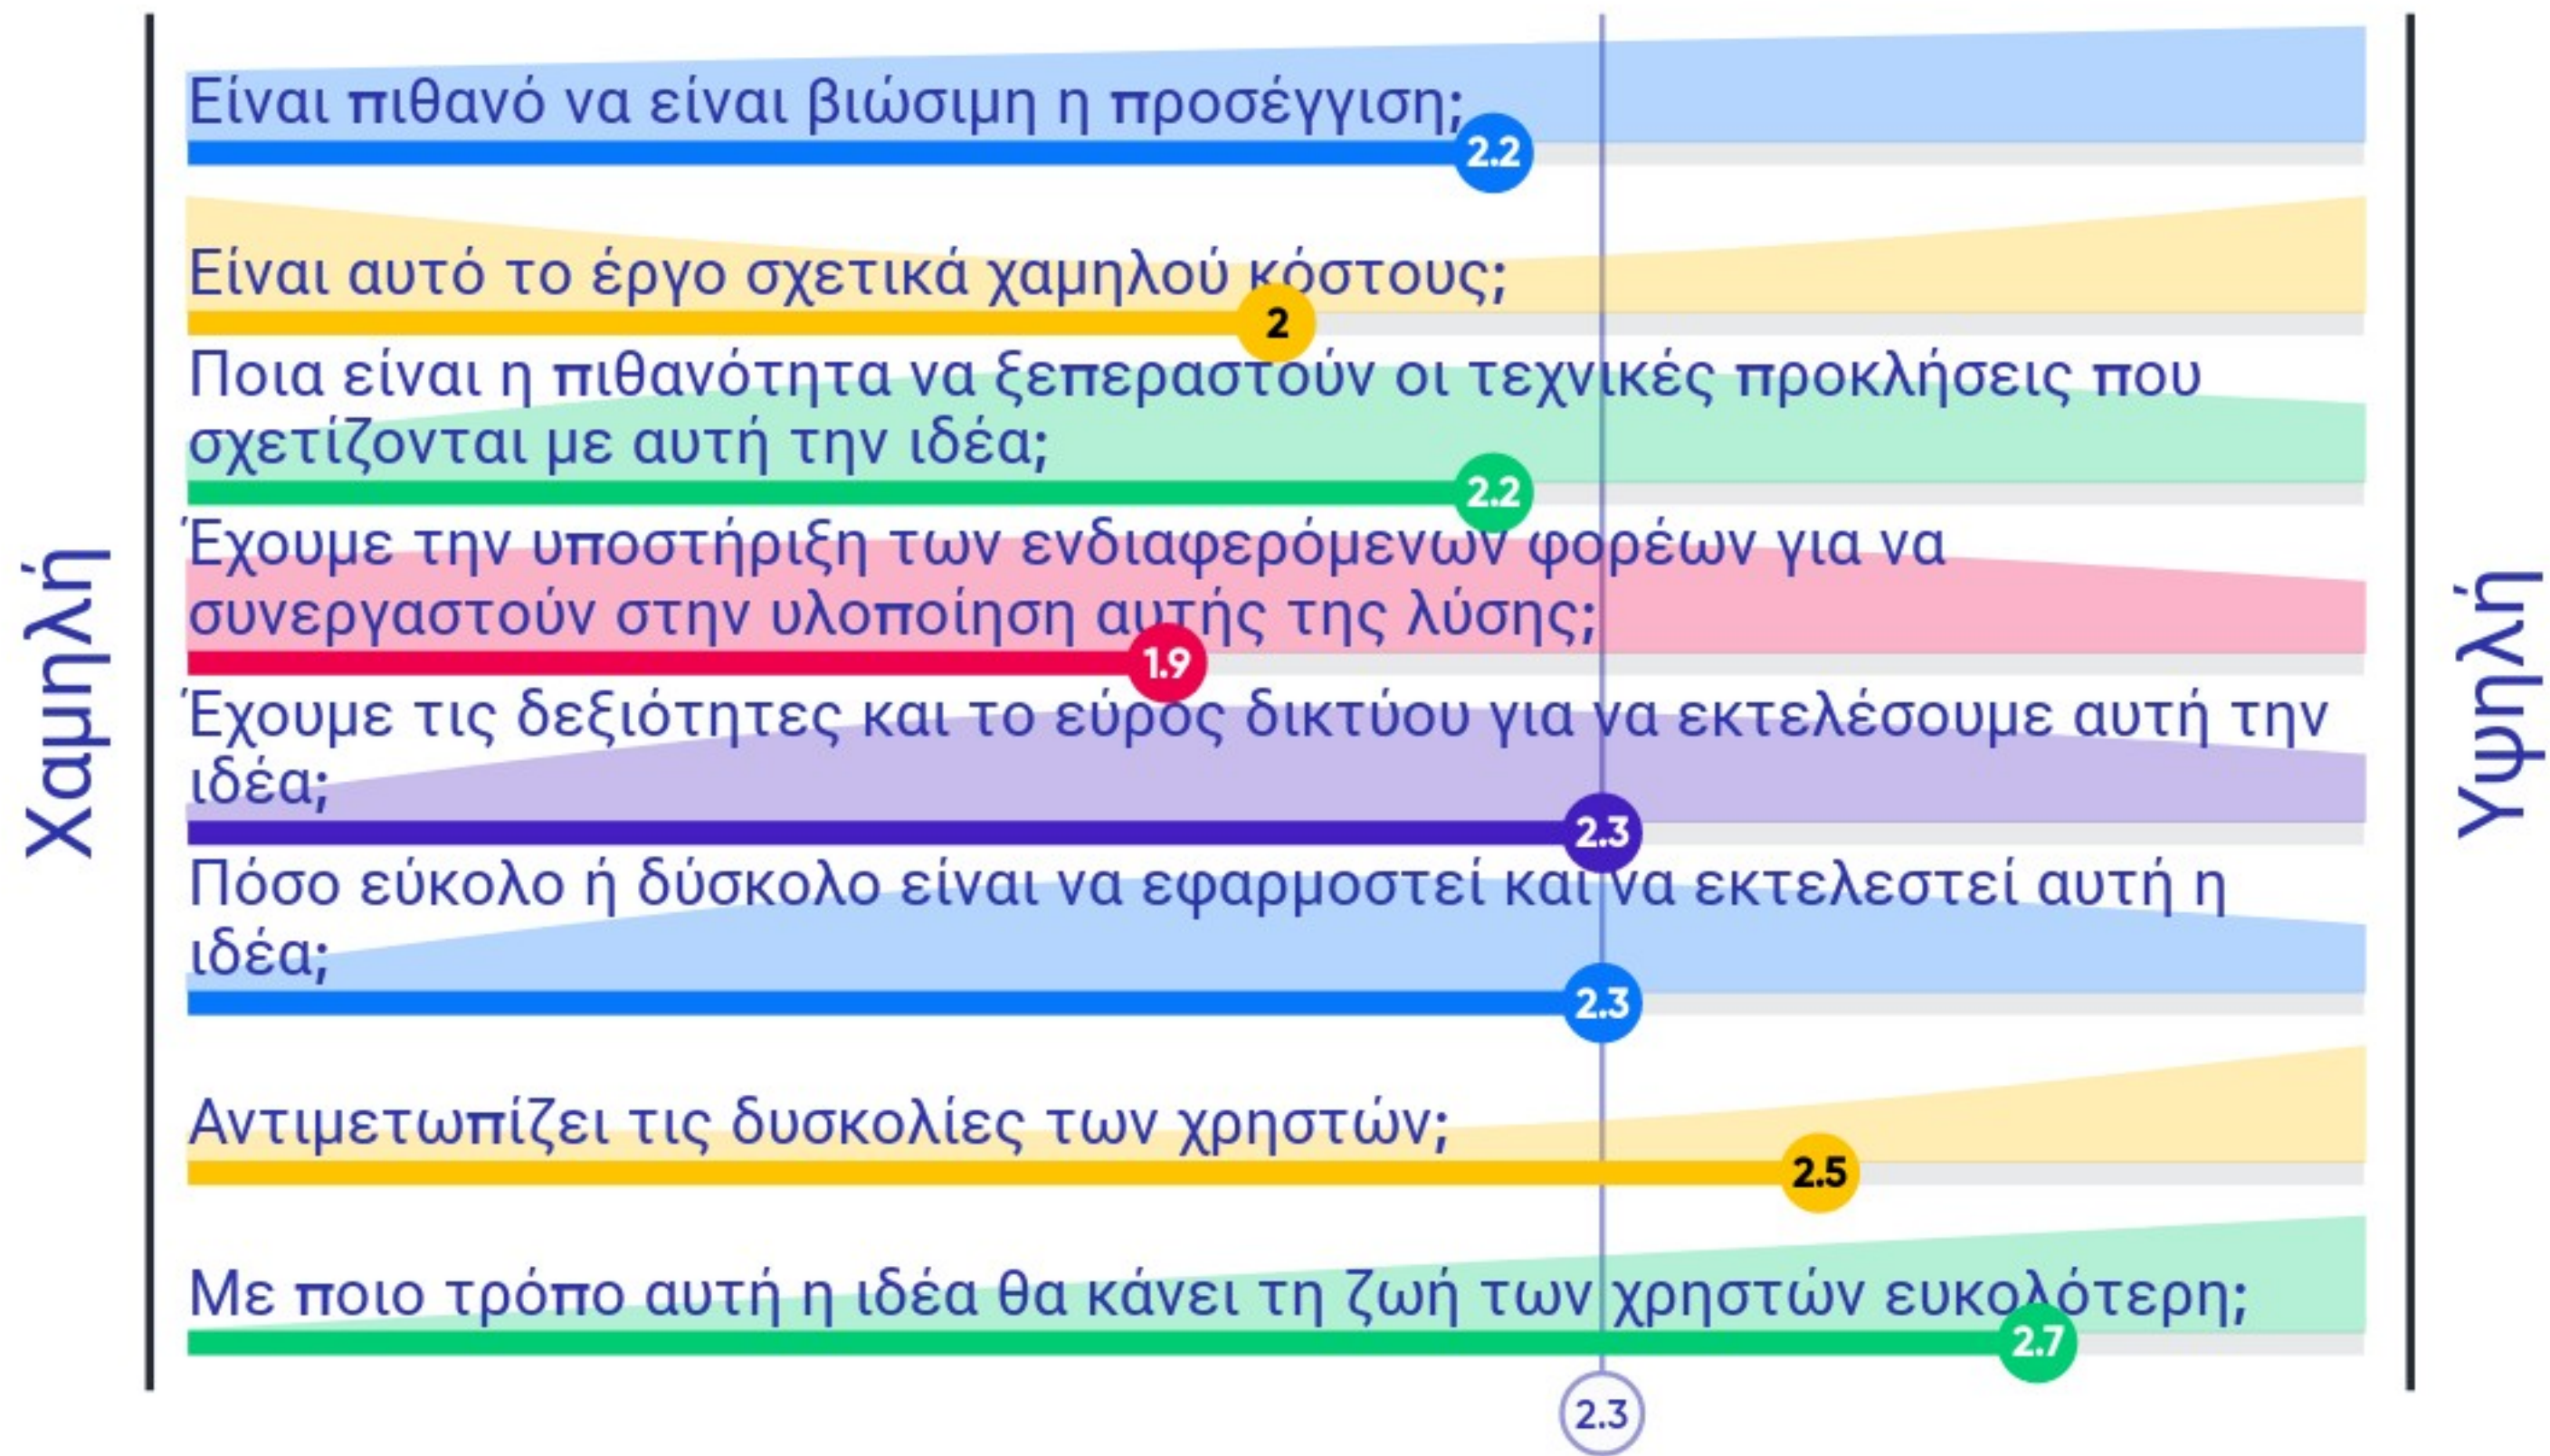 Είναι πιθανό να είναι βιώσιμη η προσέγγιση;
2.2
Είναι αυτό το έργο σχετικά χαμηλού κόστους;
2
Ποια είναι η πιθανότητα να ξεπεραστούν οι τεχνικές προκλήσεις που
σχετίζονται με αυτή την ιδέα;
2.2
Έχουμε την υποστήριξη των ενδιαφερόμενων φορέων για να
συνεργαστούν στην υλοποίηση αυτής της λύσης;
1.9
Έχουμε τις δεξιότητες και το εύρος δικτύου για να εκτελέσουμε αυτή την
ιδέα;
2.3
Πόσο εύκολο ή δύσκολο είναι να εφαρμοστεί και να εκτελεστεί αυτή η
ιδέα;
2.3
Αντιμετωπίζει τις δυσκολίες των χρηστών;
2.5
Με ποιο τρόπο αυτή η ιδέα θα κάνει τη ζωή των χρηστών ευκολότερη;
2.7
2.3
Χαμηλή
Υψηλή